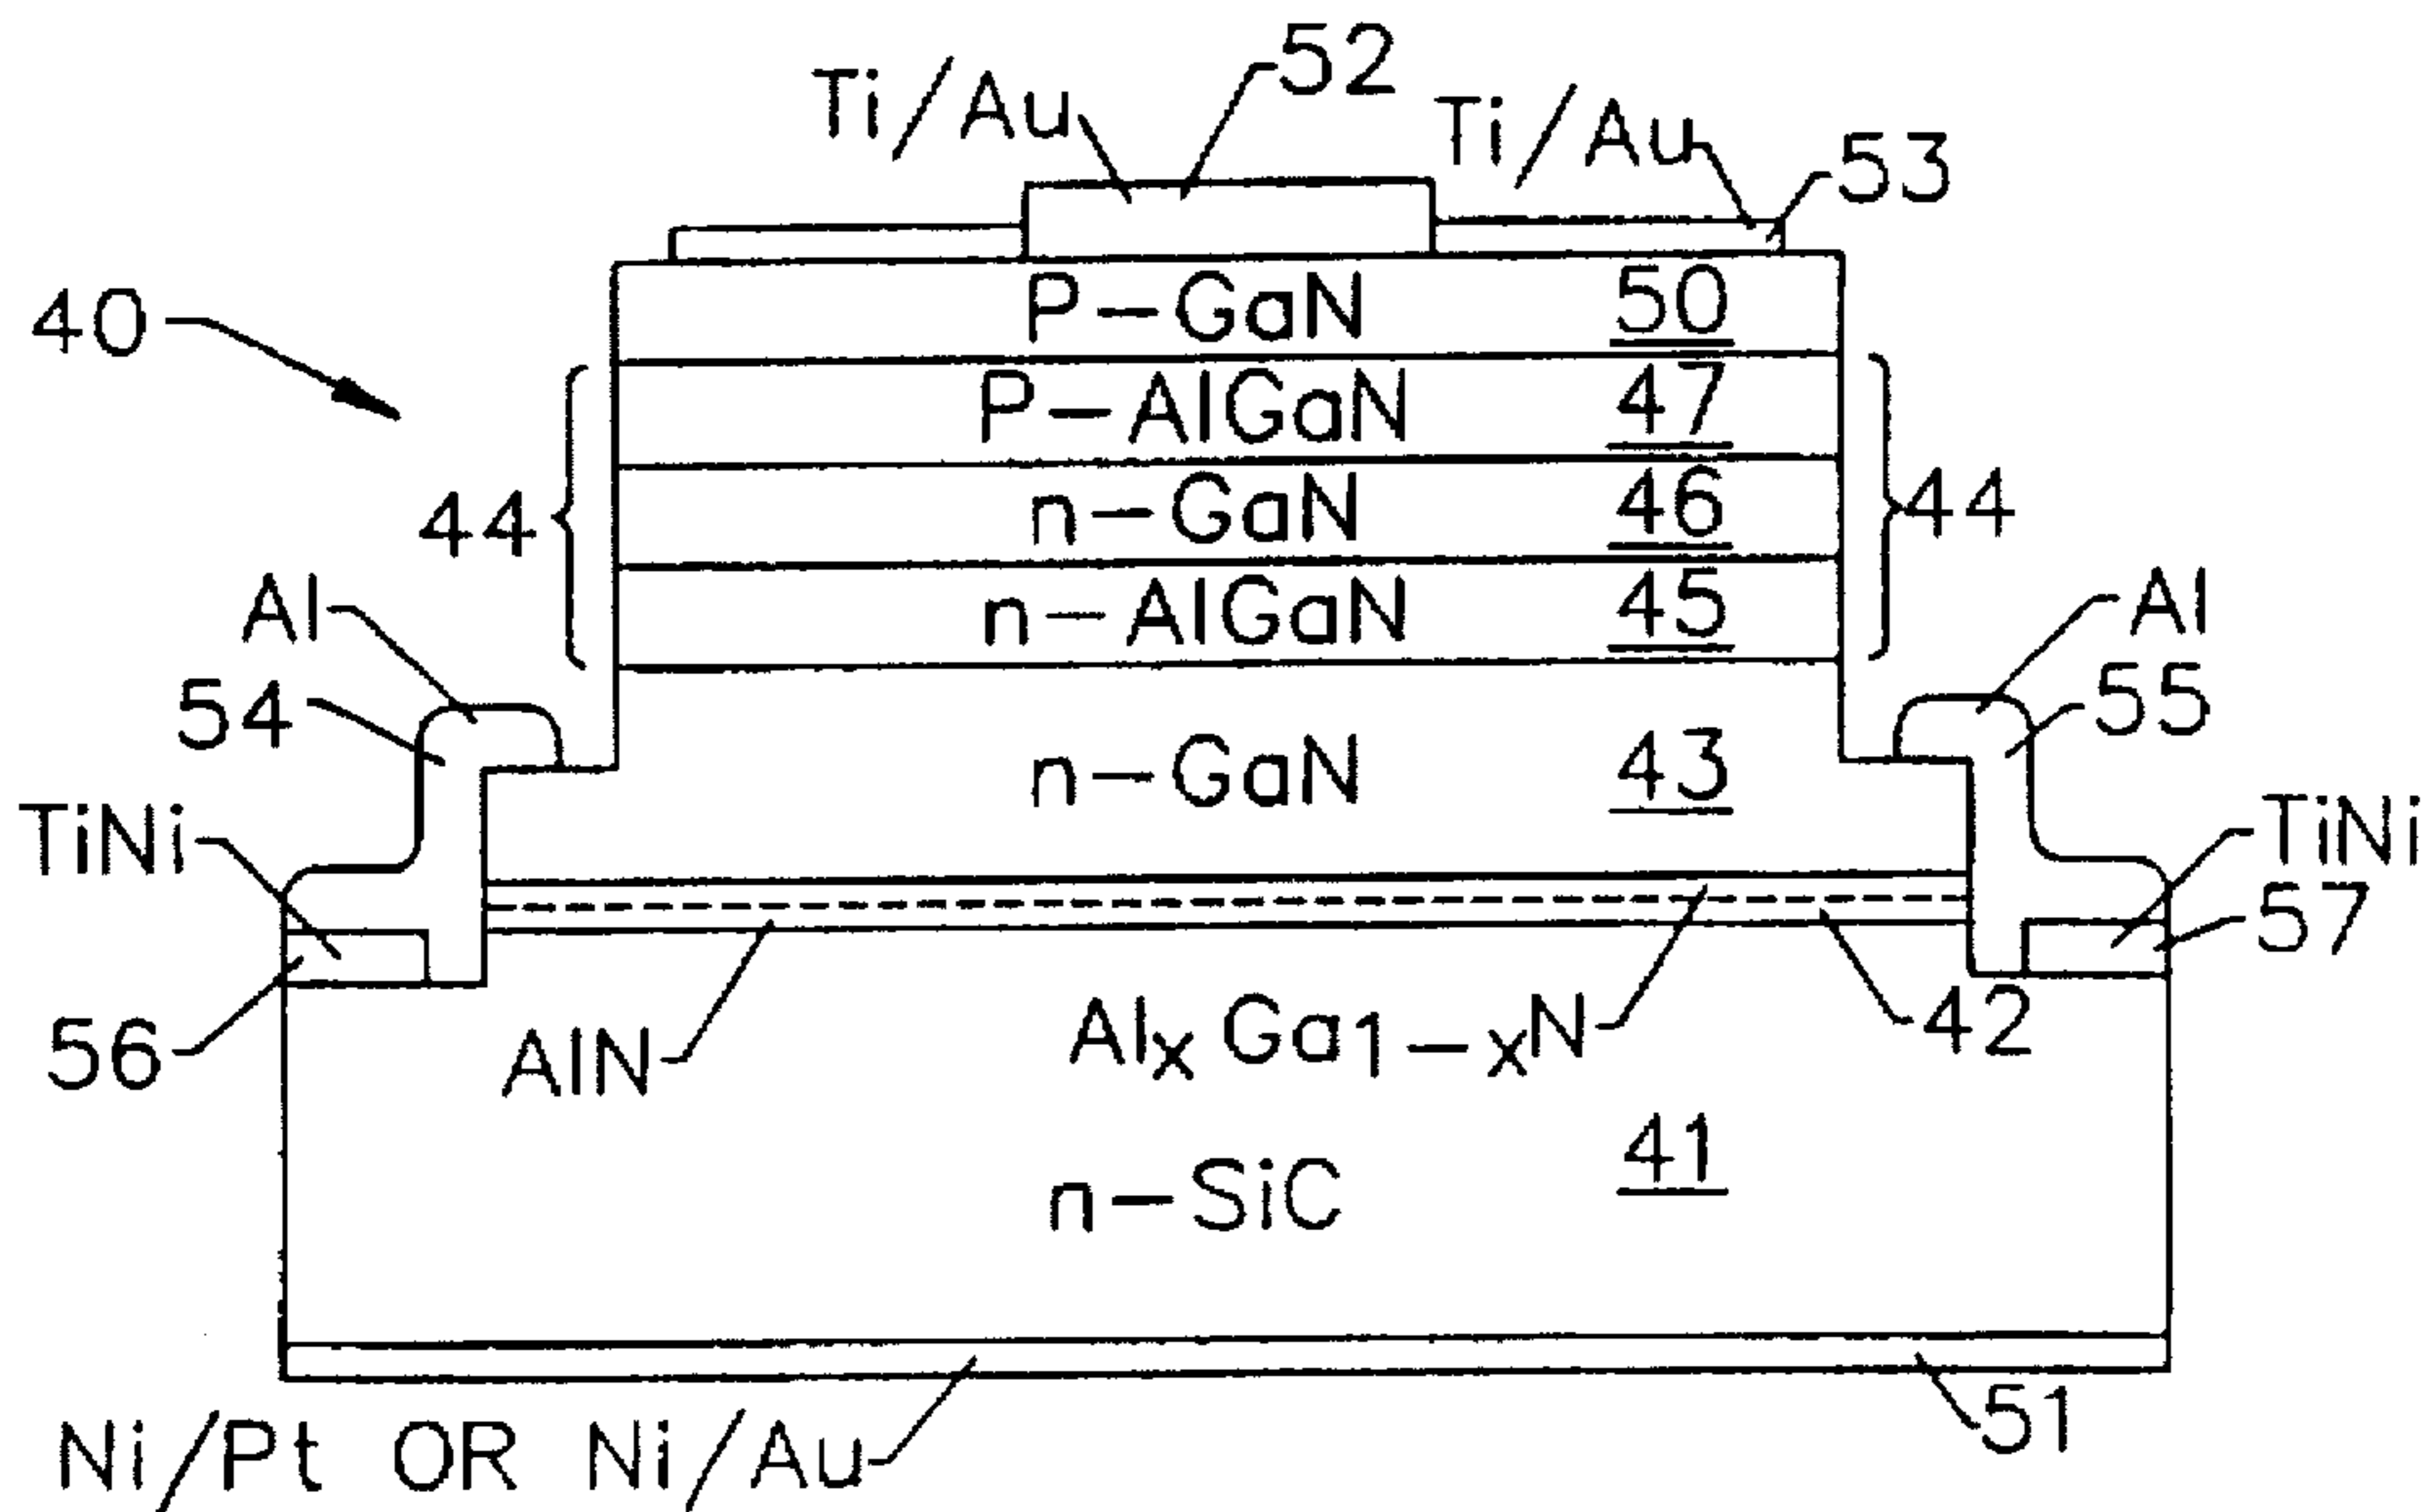 52
Ti/Au
Ti/Au
53
P-GaN 50
40
P-AlGaN 47
n-GaN 46
44
44
n-AlGaN 45
Al
Al
54
55
n-GaN 43
TiNi
TiNi
57
56
AlN
AlxGa1-xN
42
41
n-SiC
51
Ni/Pt OR Ni/Au